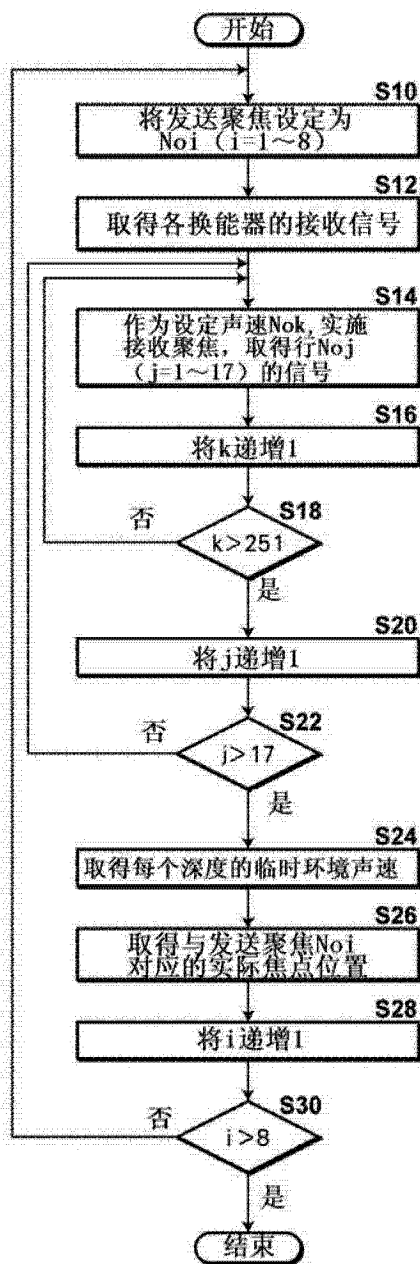 开始
S10
将发送聚焦设定为
Noi（i=1～8）
S12
取得各换能器的接收信号
S14
作为设定声速Nok,实施
接收聚焦，取得行Noj
（j=1～17）的信号
S16
将k递增1
S18
否
k>251
是
S20
将j递增1
S22
否
j>17
是
S24
取得每个深度的临时环境声速
S26
取得与发送聚焦Noi
对应的实际焦点位置
S28
将i递增1
S30
否
i>8
是
结束